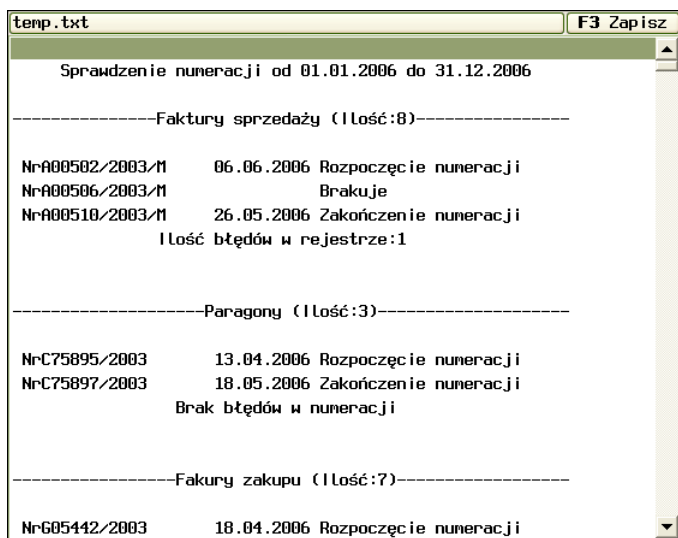 temp.txt F3 Zapisz
Sprawdzenie numeracji od 01.01.2006 do 31.12.2006
---------------Faktury sprzedaży (Ilość:8)----------------
NrA00502/2003/M 06.06.2006 Rozpoczęcie numeracji
NrA00506/2003/M Brakuje
NrA00510/2003/M 26.05.2006 Zakończenie numeracji
Ilość błędów w rejestrze:1
--------------------Paragony (Ilość:3)--------------------
NrC75895/2003 13.04.2006 Rozpoczęcie numeracji
NrC75897/2003 18.05.2006 Zakończenie numeracji
Brak błędów w numeracji
-----------------Fakury zakupu (Ilość:7)------------------
NrG05442/2003 18.04.2006 Rozpoczęcie numeracji